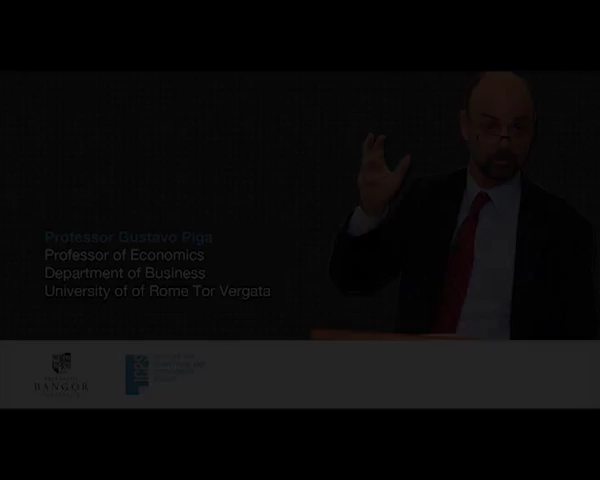 Professor Gustavo Piga
Professor of Economics
Department of Business
University of of Rome Tor Vergata
BANGOR